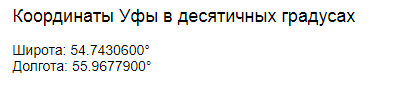 Координаты Уфы в десятичных градусах
Широта: 54.7430600°
Долгота: 55.9677900°